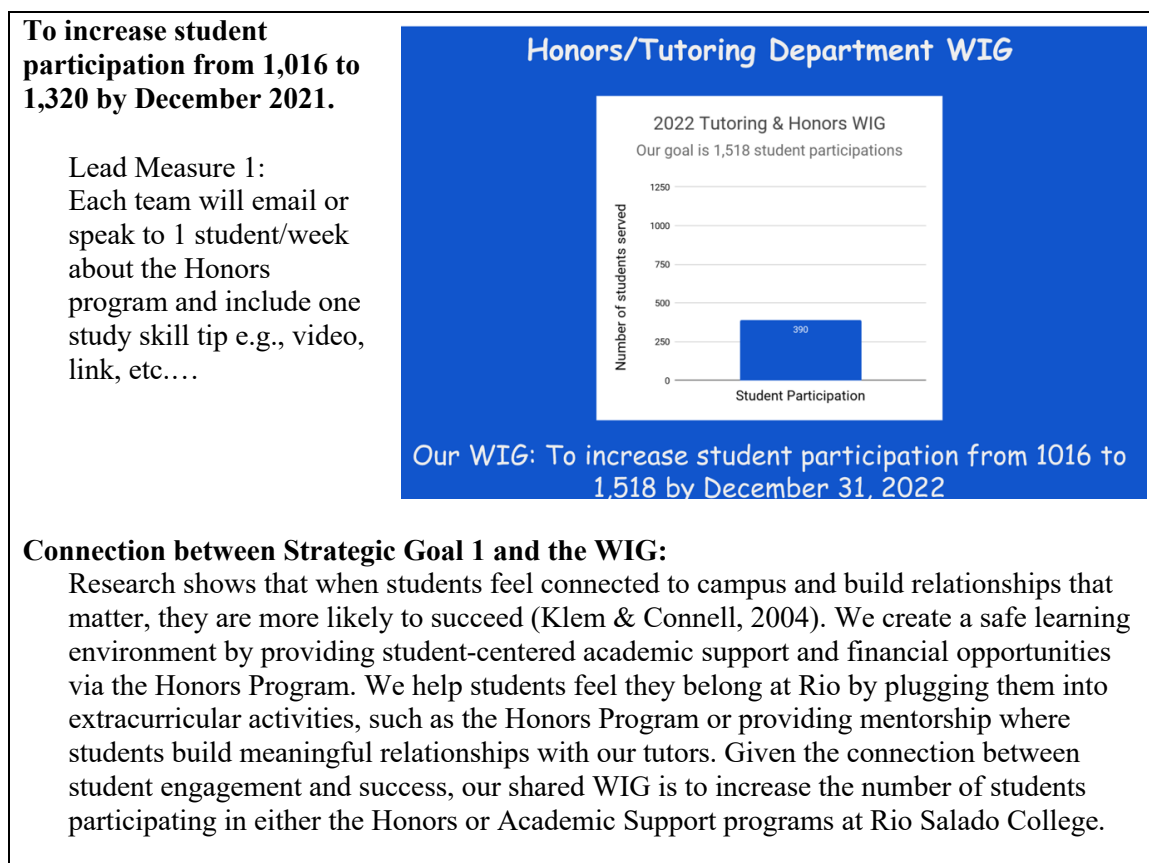 To increase student
participation from 1,016 to
1,320 by December 2021.
Lead Measure 1:
Each team will email or
speak to 1 student/week
about the Honors
program and include one
study skill tip e.g., video,
link, etc.…
Honors/Tutoring Department WIG
2022 Tutoring & Honors WIG
Our goal is 1,518 student participations
Number of students served
1250
1000
750
500
250
0
390
Student Participation
Our WIG: To increase student participation from 1016 to
1,518 by December 31, 2022
Connection between Strategic Goal 1 and the WIG:
Research shows that when students feel connected to campus and build relationships that
matter, they are more likely to succeed (Klem & Connell, 2004). We create a safe learning
environment by providing student-centered academic support and financial opportunities
via the Honors Program. We help students feel they belong at Rio by plugging them into
extracurricular activities, such as the Honors Program or providing mentorship where
students build meaningful relationships with our tutors. Given the connection between
student engagement and success, our shared WIG is to increase the number of students
participating in either the Honors or Academic Support programs at Rio Salado College.